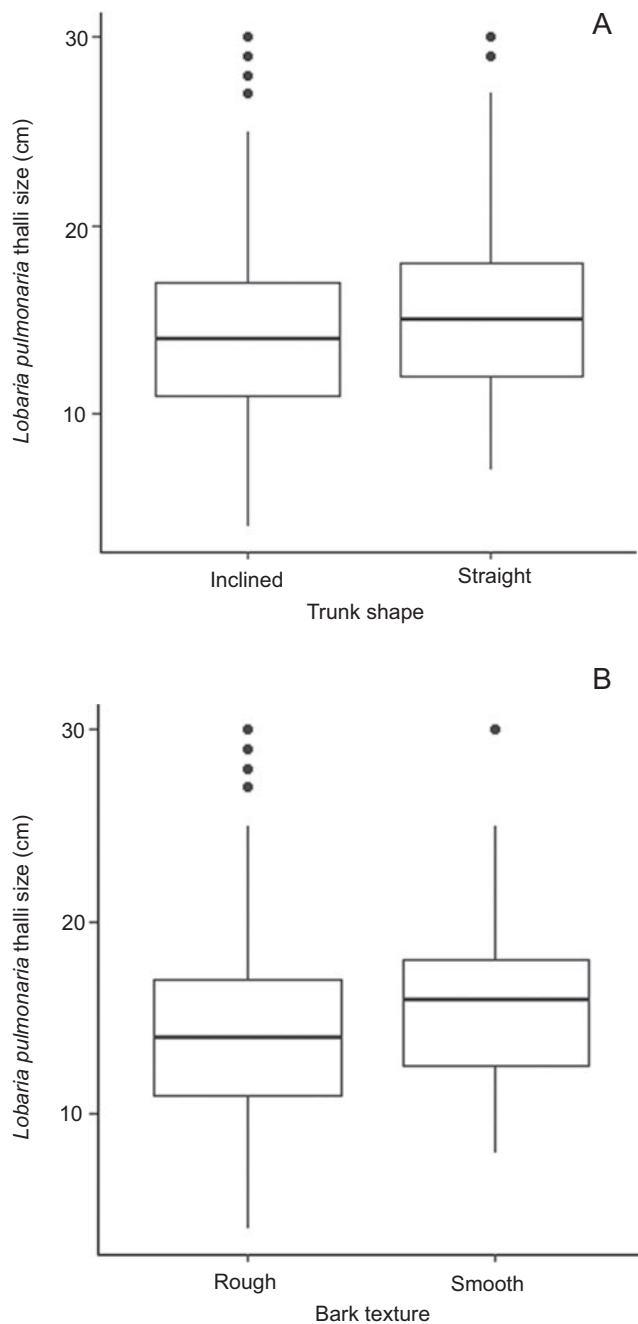 A
30
20
10
Lobaria pulmonaria thalli size (cm)
Inclined Straight
Trunk shape
B
30
20
10
Lobaria pulmonaria thalli size (cm)
Rough Smooth
Bark texture